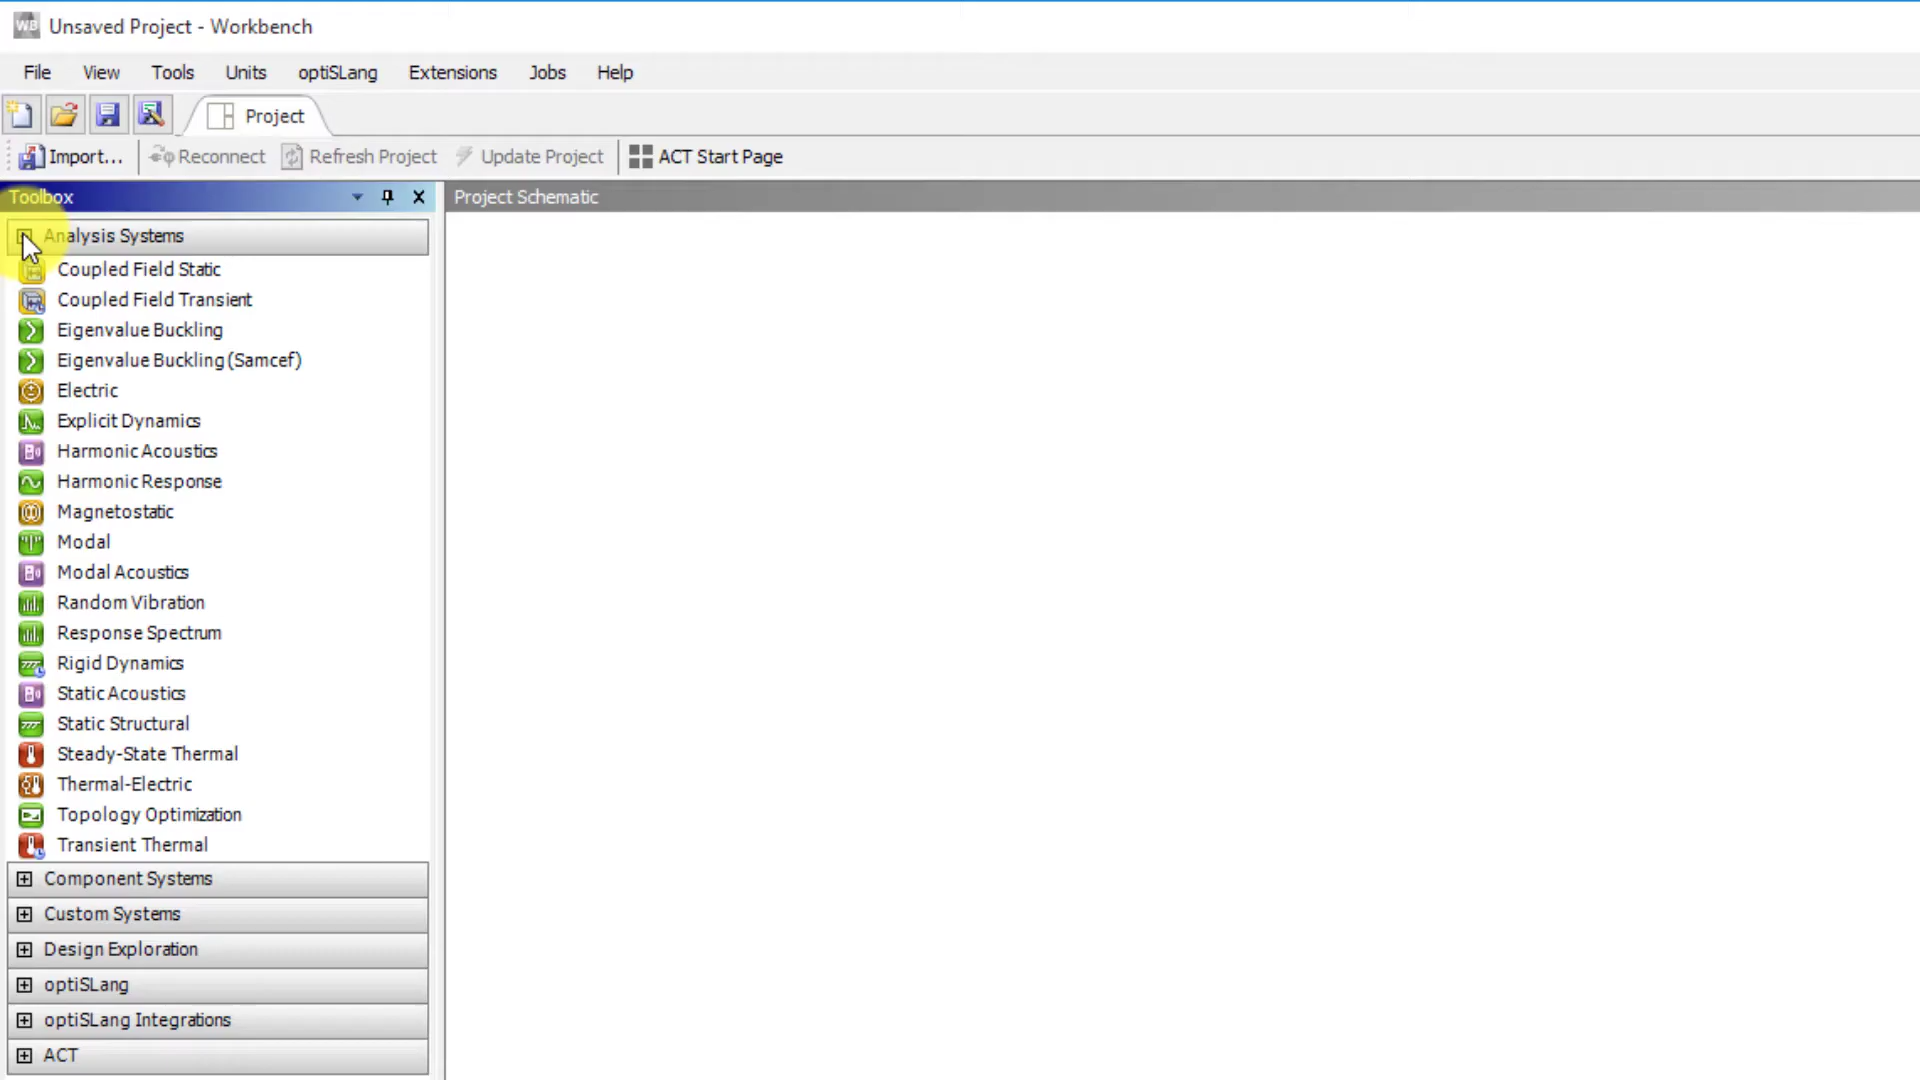 WB Unsaved Project - Workbench
File View Tools Units optiSLang Extensions Jobs Help
Project
Import... Reconnect Refresh Project Update Project ACT Start Page
Toolbox
Project Schematic
Analysis Systems
Coupled Field Static
Coupled Field Transient
Eigenvalue Buckling
Eigenvalue Buckling (Samcef)
Electric
Explicit Dynamics
Harmonic Acoustics
Harmonic Response
Magnetostatic
Modal
Modal Acoustics
Random Vibration
Response Spectrum
Rigid Dynamics
Static Acoustics
Static Structural
Steady-State Thermal
Thermal-Electric
Topology Optimization
Transient Thermal
Component Systems
Custom Systems
Design Exploration
optiSLang
optiSLang Integrations
ACT